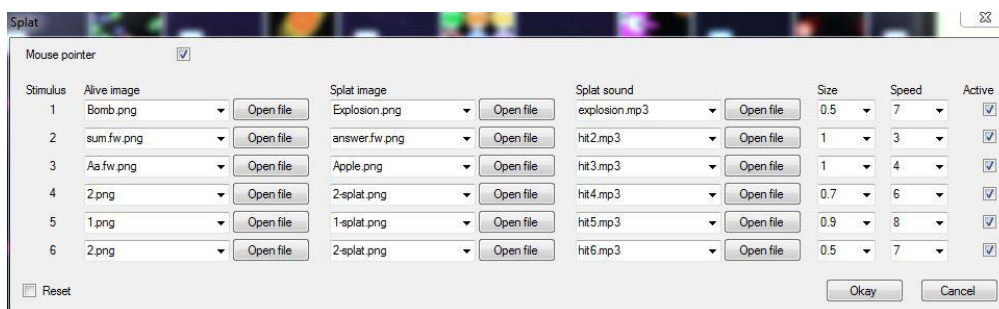 Splat
Mouse pointer
Stimulus Alive image Splat image Splat sound Size Speed Active
1 Bomb.png Open file Explosion.png Open file explosion.mp3 Open file 0.5 7
2 sum.fw.png Open file answer.fw.png Open file hit2.mp3 Open file 1 3
3 Aa.fw.png Open file Apple.png Open file hit3.mp3 Open file 1 4
4 2.png Open file 2-splat.png Open file hit4.mp3 Open file 0.7 6
5 1.png Open file 1-splat.png Open file hit5.mp3 Open file 0.9 8
6 2.png Open file 2-splat.png Open file hit6.mp3 Open file 0.5 7
Reset Okay Cancel